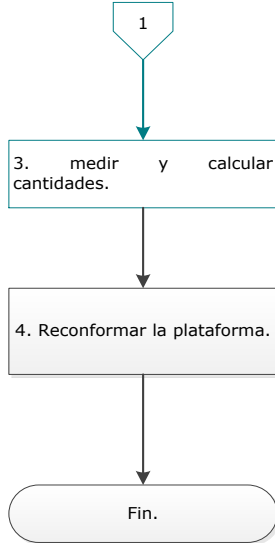 1
3. medir y calcular
cantidades.
4. Reconformar la plataforma.
Fin.